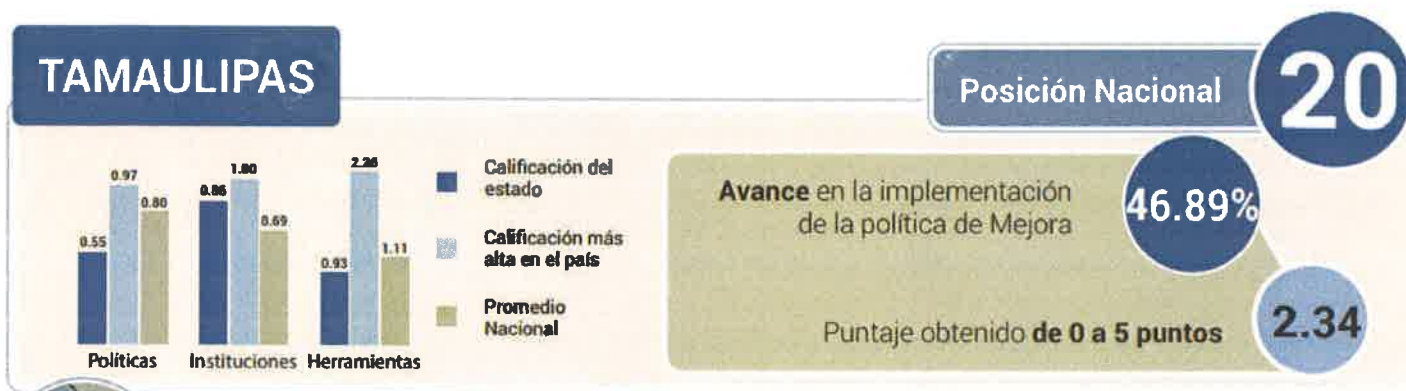 TAMAULIPAS
Posición Nacional
20
0.55
0.97
0.80
Políticas
0.86
1.00
0.69
Instituciones
0.93
2.26
1.11
Herramientas
Calificación del
estado
Calificación más
alta en el país
Promedio
Nacional
Avance en la implementación
de la política de Mejora
46.89%
Puntaje obtenido de 0 a 5 puntos
2.34